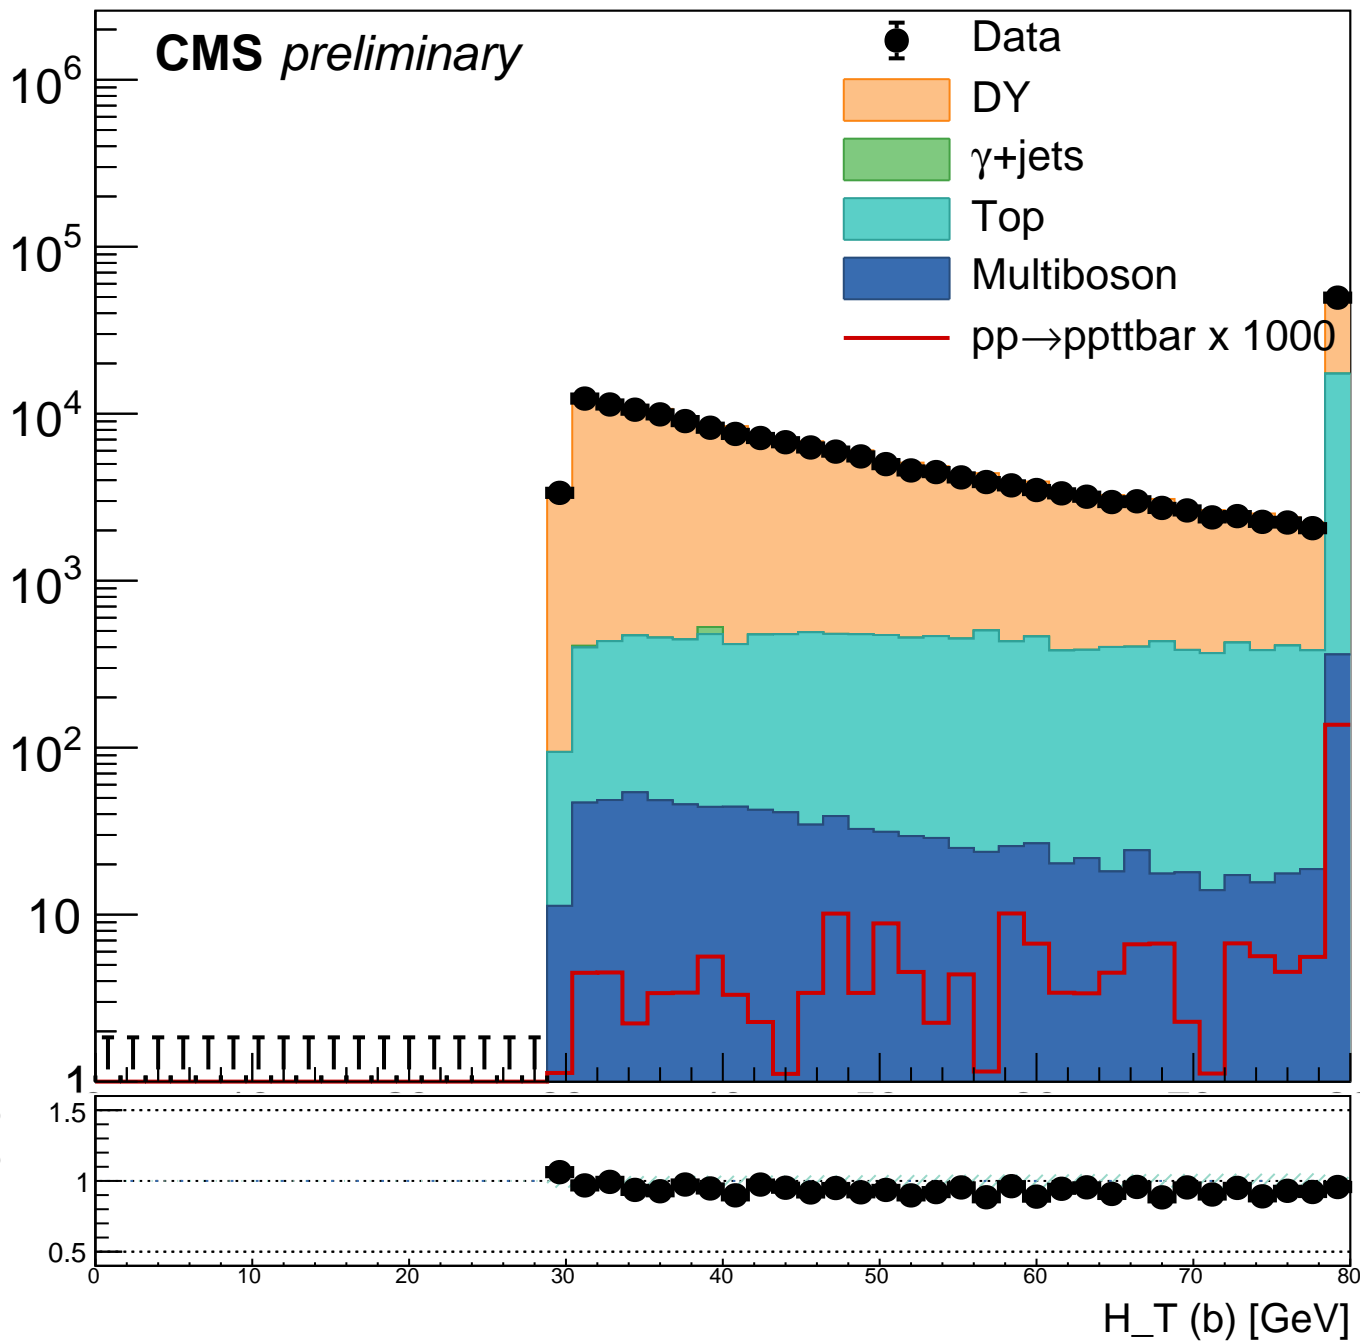 CMS preliminary
Data
DY
γ+jets
Top
Multiboson
pp→ppttbar x 1000
10^6
10^5
10^4
10^3
10^2
10
1
1.5
1
0.5
0 10 20 30 40 50 60 70 80
H_T (b) [GeV]